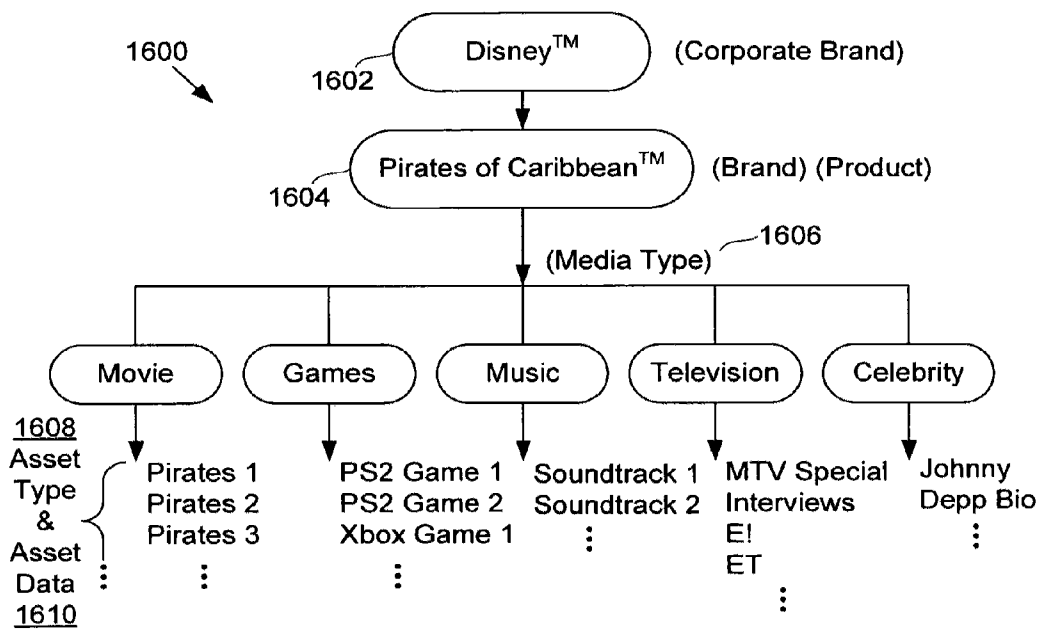 1600
Disney™
(Corporate Brand)
1602
Pirates of Caribbean™
(Brand) (Product)
1604
(Media Type)
1606
Movie
Games
Music
Television
Celebrity
1608
Asset
Type
&
Asset
Data
1610
Pirates 1
Pirates 2
Pirates 3
PS2 Game 1
PS2 Game 2
Xbox Game 1
Soundtrack 1
Soundtrack 2
MTV Special
Interviews
E!
ET
Johnny
Depp Bio